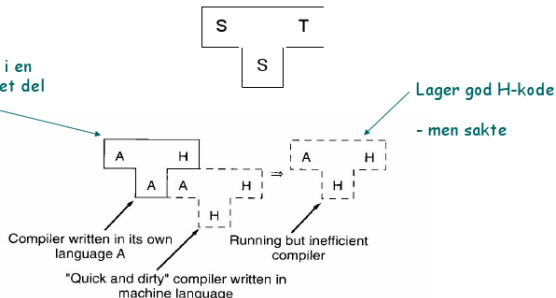 S T
S
i en
et del
Lager god H-kode
- men sakte
A H
A
A H
H
⇒
A H
H
Compiler written in its own
language A
Running but inefficient
compiler
"Quick and dirty" compiler written in
machine language